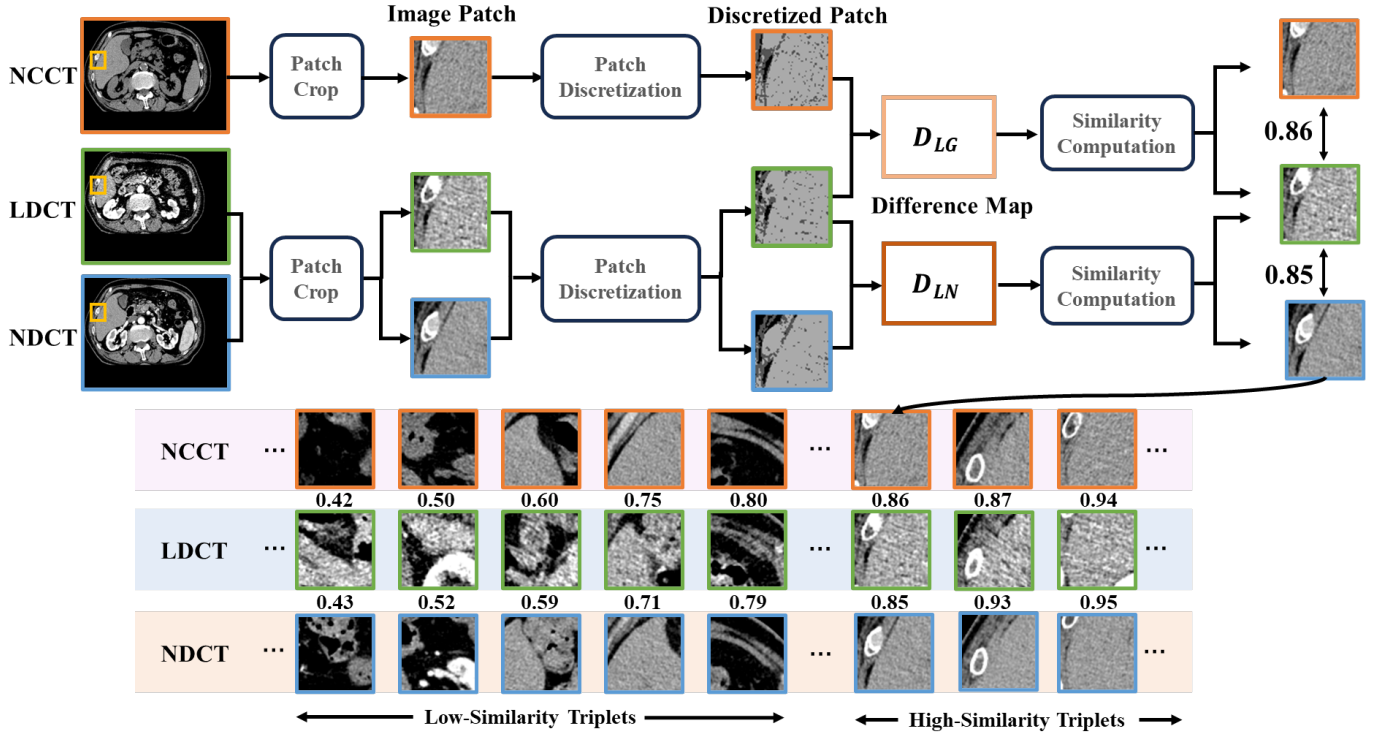 Image Patch
Discretized Patch
NCCT
Patch
Crop
Patch
Discretization
D_LG
Similarity
Computation
0.86
LDCT
Difference Map
NDCT
Patch
Crop
Patch
Discretization
D_LN
Similarity
Computation
0.85
NCCT ... ... ...
0.42 0.50 0.60 0.75 0.80 0.86 0.87 0.94
LDCT ... ... ...
0.43 0.52 0.59 0.71 0.79 0.85 0.93 0.95
NDCT ... ... ...
Low-Similarity Triplets
High-Similarity Triplets